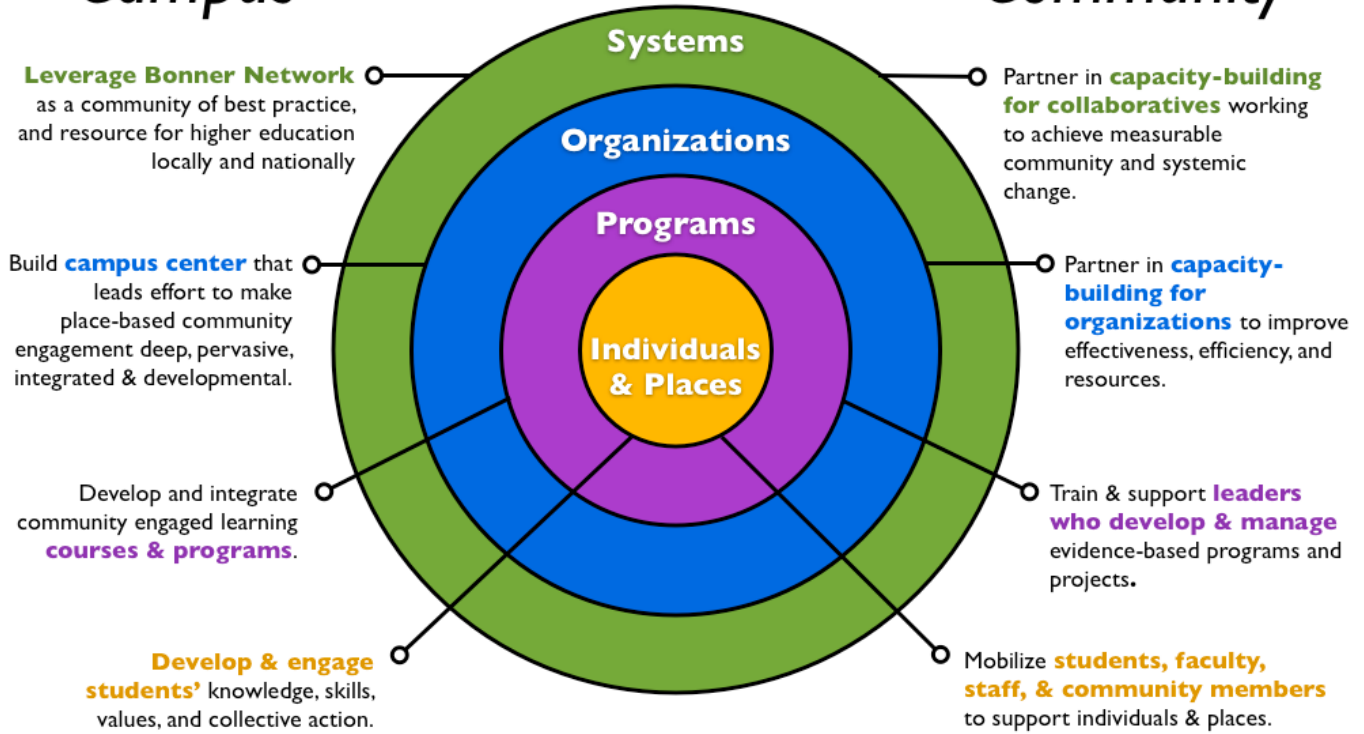 Campus
Community
Systems
Organizations
Programs
Individuals
& Places
Leverage Bonner Network
as a community of best practice,
and resource for higher education
locally and nationally
Build campus center that
leads effort to make
place-based community
engagement deep, pervasive,
integrated & developmental.
Develop and integrate
community engaged learning
courses & programs.
Develop & engage
students’ knowledge, skills,
values, and collective action.
Partner in capacity-building
for collaboratives working
to achieve measurable
community and systemic
change.
Partner in capacity-
building for
organizations to improve
effectiveness, efficiency, and
resources.
Train & support leaders
who develop & manage
evidence-based programs and
projects.
Mobilize students, faculty,
staff, & community members
to support individuals & places.